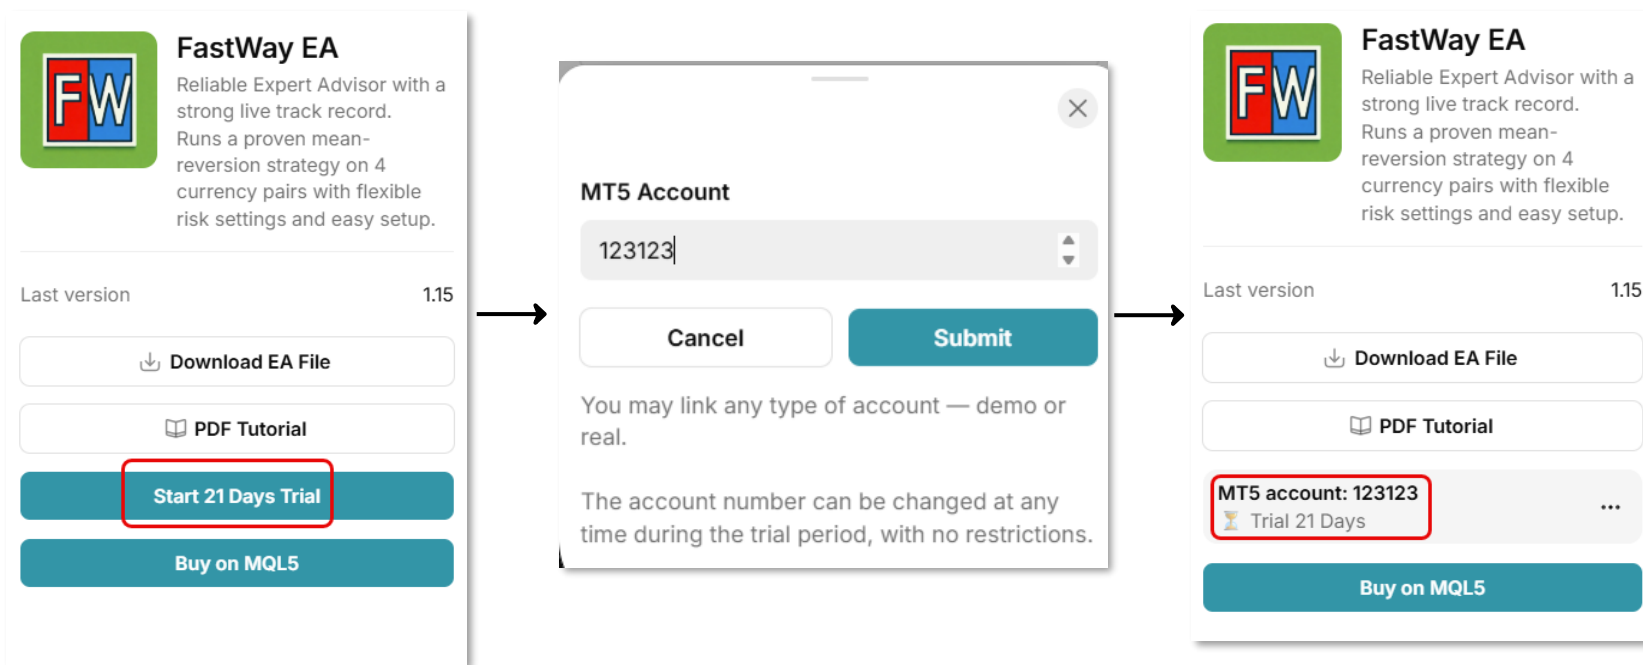 FW
FastWay EA
Reliable Expert Advisor with a
strong live track record.
Runs a proven mean-
reversion strategy on 4
currency pairs with flexible
risk settings and easy setup.
Last version 1.15
Download EA File
PDF Tutorial
Start 21 Days Trial
Buy on MQL5
MT5 Account
123123
Cancel Submit
You may link any type of account — demo or
real.
The account number can be changed at any
time during the trial period, with no restrictions.
FW
FastWay EA
Reliable Expert Advisor with a
strong live track record.
Runs a proven mean-
reversion strategy on 4
currency pairs with flexible
risk settings and easy setup.
Last version 1.15
Download EA File
PDF Tutorial
MT5 account: 123123
Trial 21 Days
Buy on MQL5